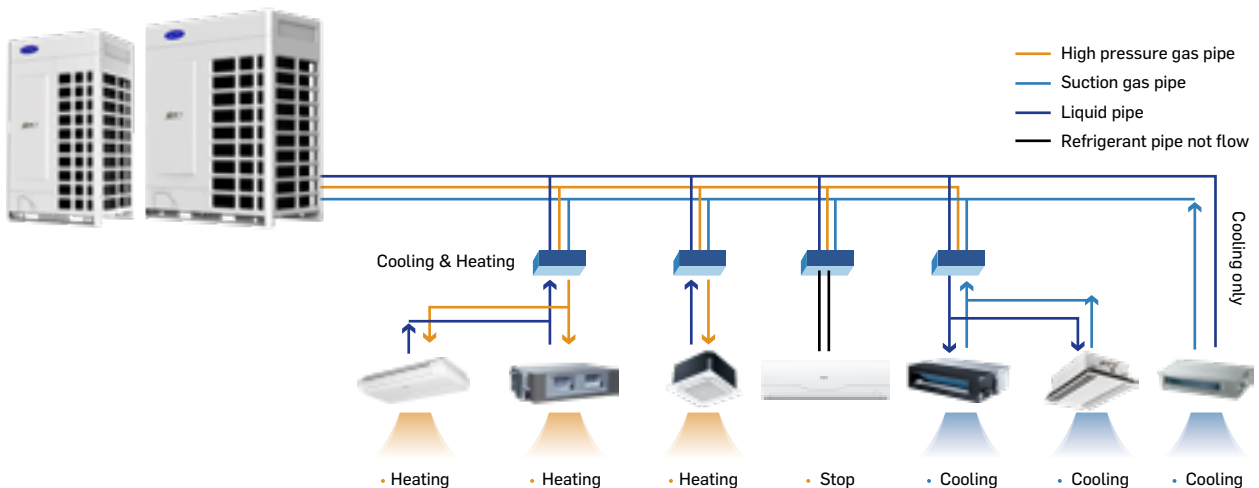 High pressure gas pipe
Suction gas pipe
Liquid pipe
Refrigerant pipe not flow
Cooling only
Cooling & Heating
• Heating
• Heating
• Heating
• Stop
• Cooling
• Cooling
• Cooling